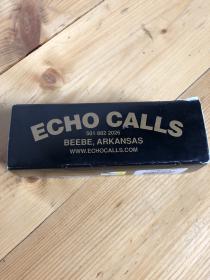 ECHO CALLS
501 882 2026
BEEBE, ARKANSAS
WWW.ECHOCALLS.COM